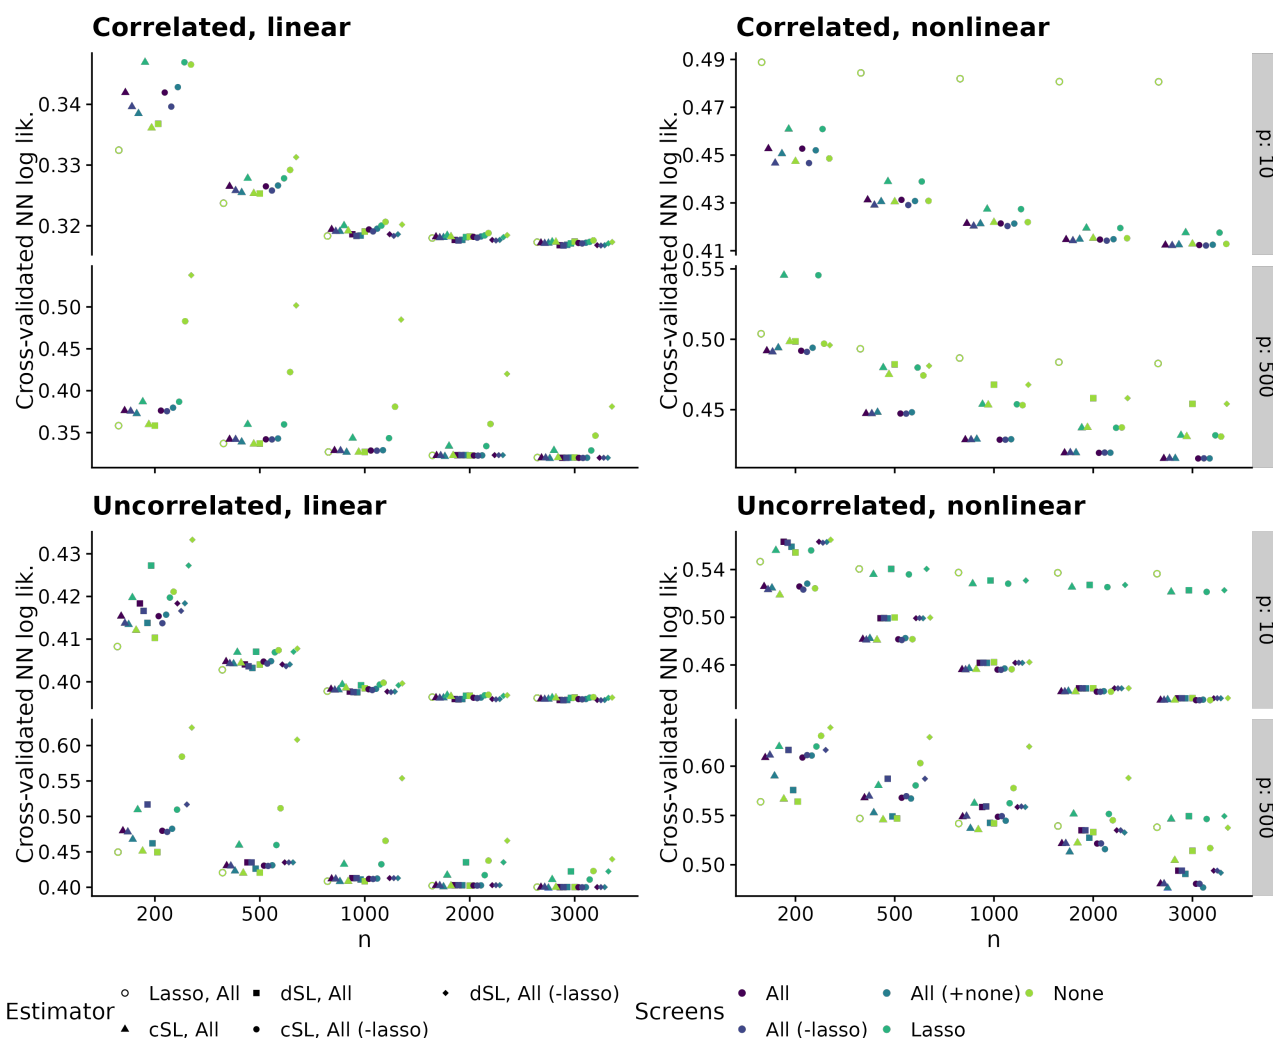 Correlated, linear
Correlated, nonlinear
Cross-validated NN log lik.
0.34
0.33
0.32
0.50
0.45
0.40
0.35
Cross-validated NN log lik.
0.49
0.47
0.45
0.43
0.41
0.55
0.50
0.45
p: 10
p: 500
Uncorrelated, linear
Uncorrelated, nonlinear
Cross-validated NN log lik.
0.43
0.42
0.41
0.40
0.60
0.55
0.50
0.45
0.40
200 500 1000 2000 3000
n
Cross-validated NN log lik.
0.54
0.50
0.46
0.60
0.55
0.50
200 500 1000 2000 3000
n
p: 10
p: 500
Estimator
Lasso, All
dSL, All
dSL, All (-lasso)
cSL, All
cSL, All (-lasso)
Screens
All
All (+none)
None
All (-lasso)
Lasso